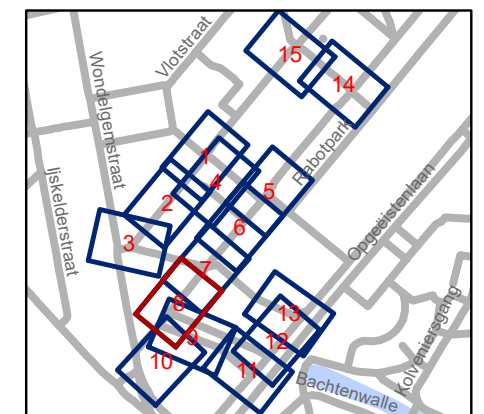 Vlotstraat
Wondelgemstraat
Ijskelderstraat
Rabotpark
Opgeëistenlaan
Kolveniersgang
Bachtenwalle
15
14
1
4
5
2
6
3
7
8
13
9
12
10
11